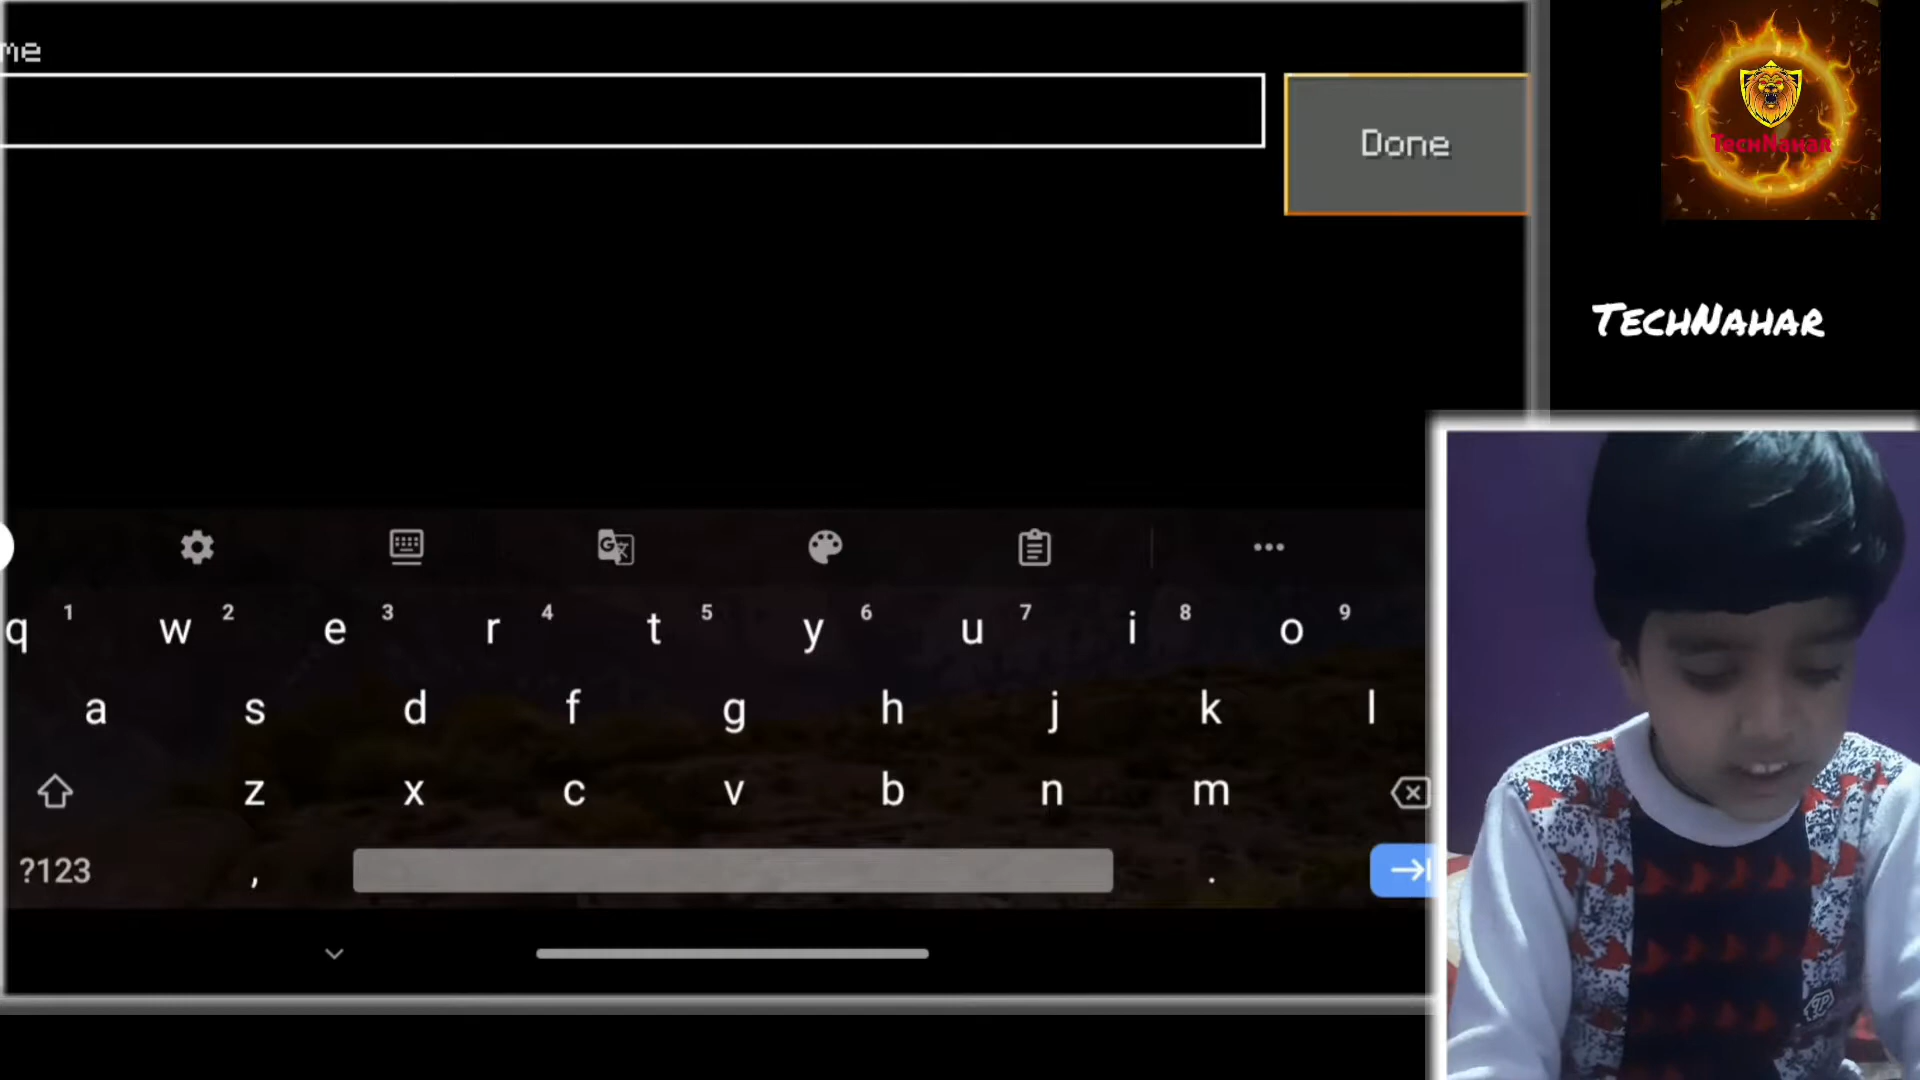 me
Done
TechNahar
TECHNAHAR
q 1 w 2 e 3 r 4 t 5 y 6 u 7 i 8 o 9
a s d f g h j k l
z x c v b n m
?123 , .